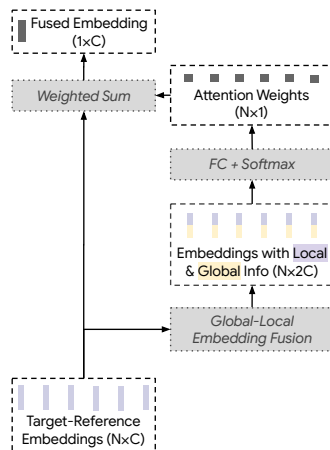 Fused Embedding
(1×C)
Weighted Sum
Attention Weights
(N×1)
FC + Softmax
Embeddings with Local
& Global Info (N×2C)
Global-Local
Embedding Fusion
Target-Reference
Embeddings (N×C)